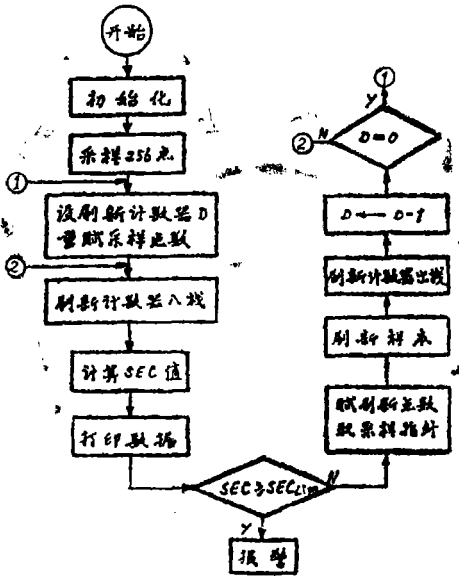 开始
初始化
采样256点
①
设刷新计数器D
重赋采样点数
②
刷新计数器入栈
计算SEC值
打印数据
SEC≥SECLim
Y
报警
N
赋刷新点数
取采样指针
刷新样本
刷新计数器出栈
D← D-1
D=0
N
②
Y
①